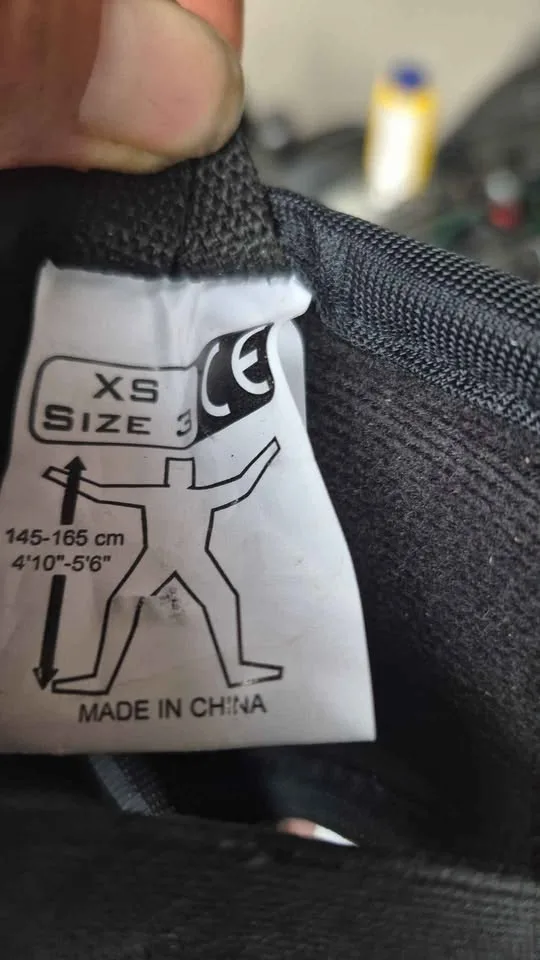 XS
SIZE 3
CE
145-165 cm
4'10"-5'6"
MADE IN CHINA